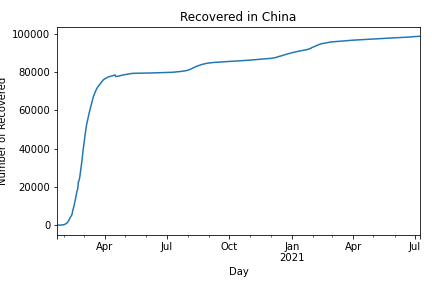 Recovered in China
Number of Recovered
100000
80000
60000
40000
20000
0
Apr
Jul
Oct
Jan
2021
Apr
Jul
Day